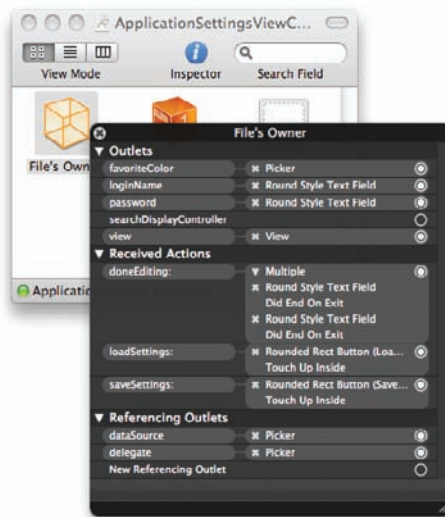 ApplicationSettingsViewC...
View Mode
Inspector
Search Field
File's Own
File's Owner
Outlets
favoriteColor Picker
loginName Round Style Text Field
password Round Style Text Field
searchDisplayController
view View
Received Actions
doneEditing: Multiple
Round Style Text Field
Did End On Exit
Round Style Text Field
Did End On Exit
loadSettings: Rounded Rect Button (Loa...
Touch Up Inside
saveSettings: Rounded Rect Button (Save...
Touch Up Inside
Referencing Outlets
dataSource Picker
delegate Picker
New Referencing Outlet
Applicatio